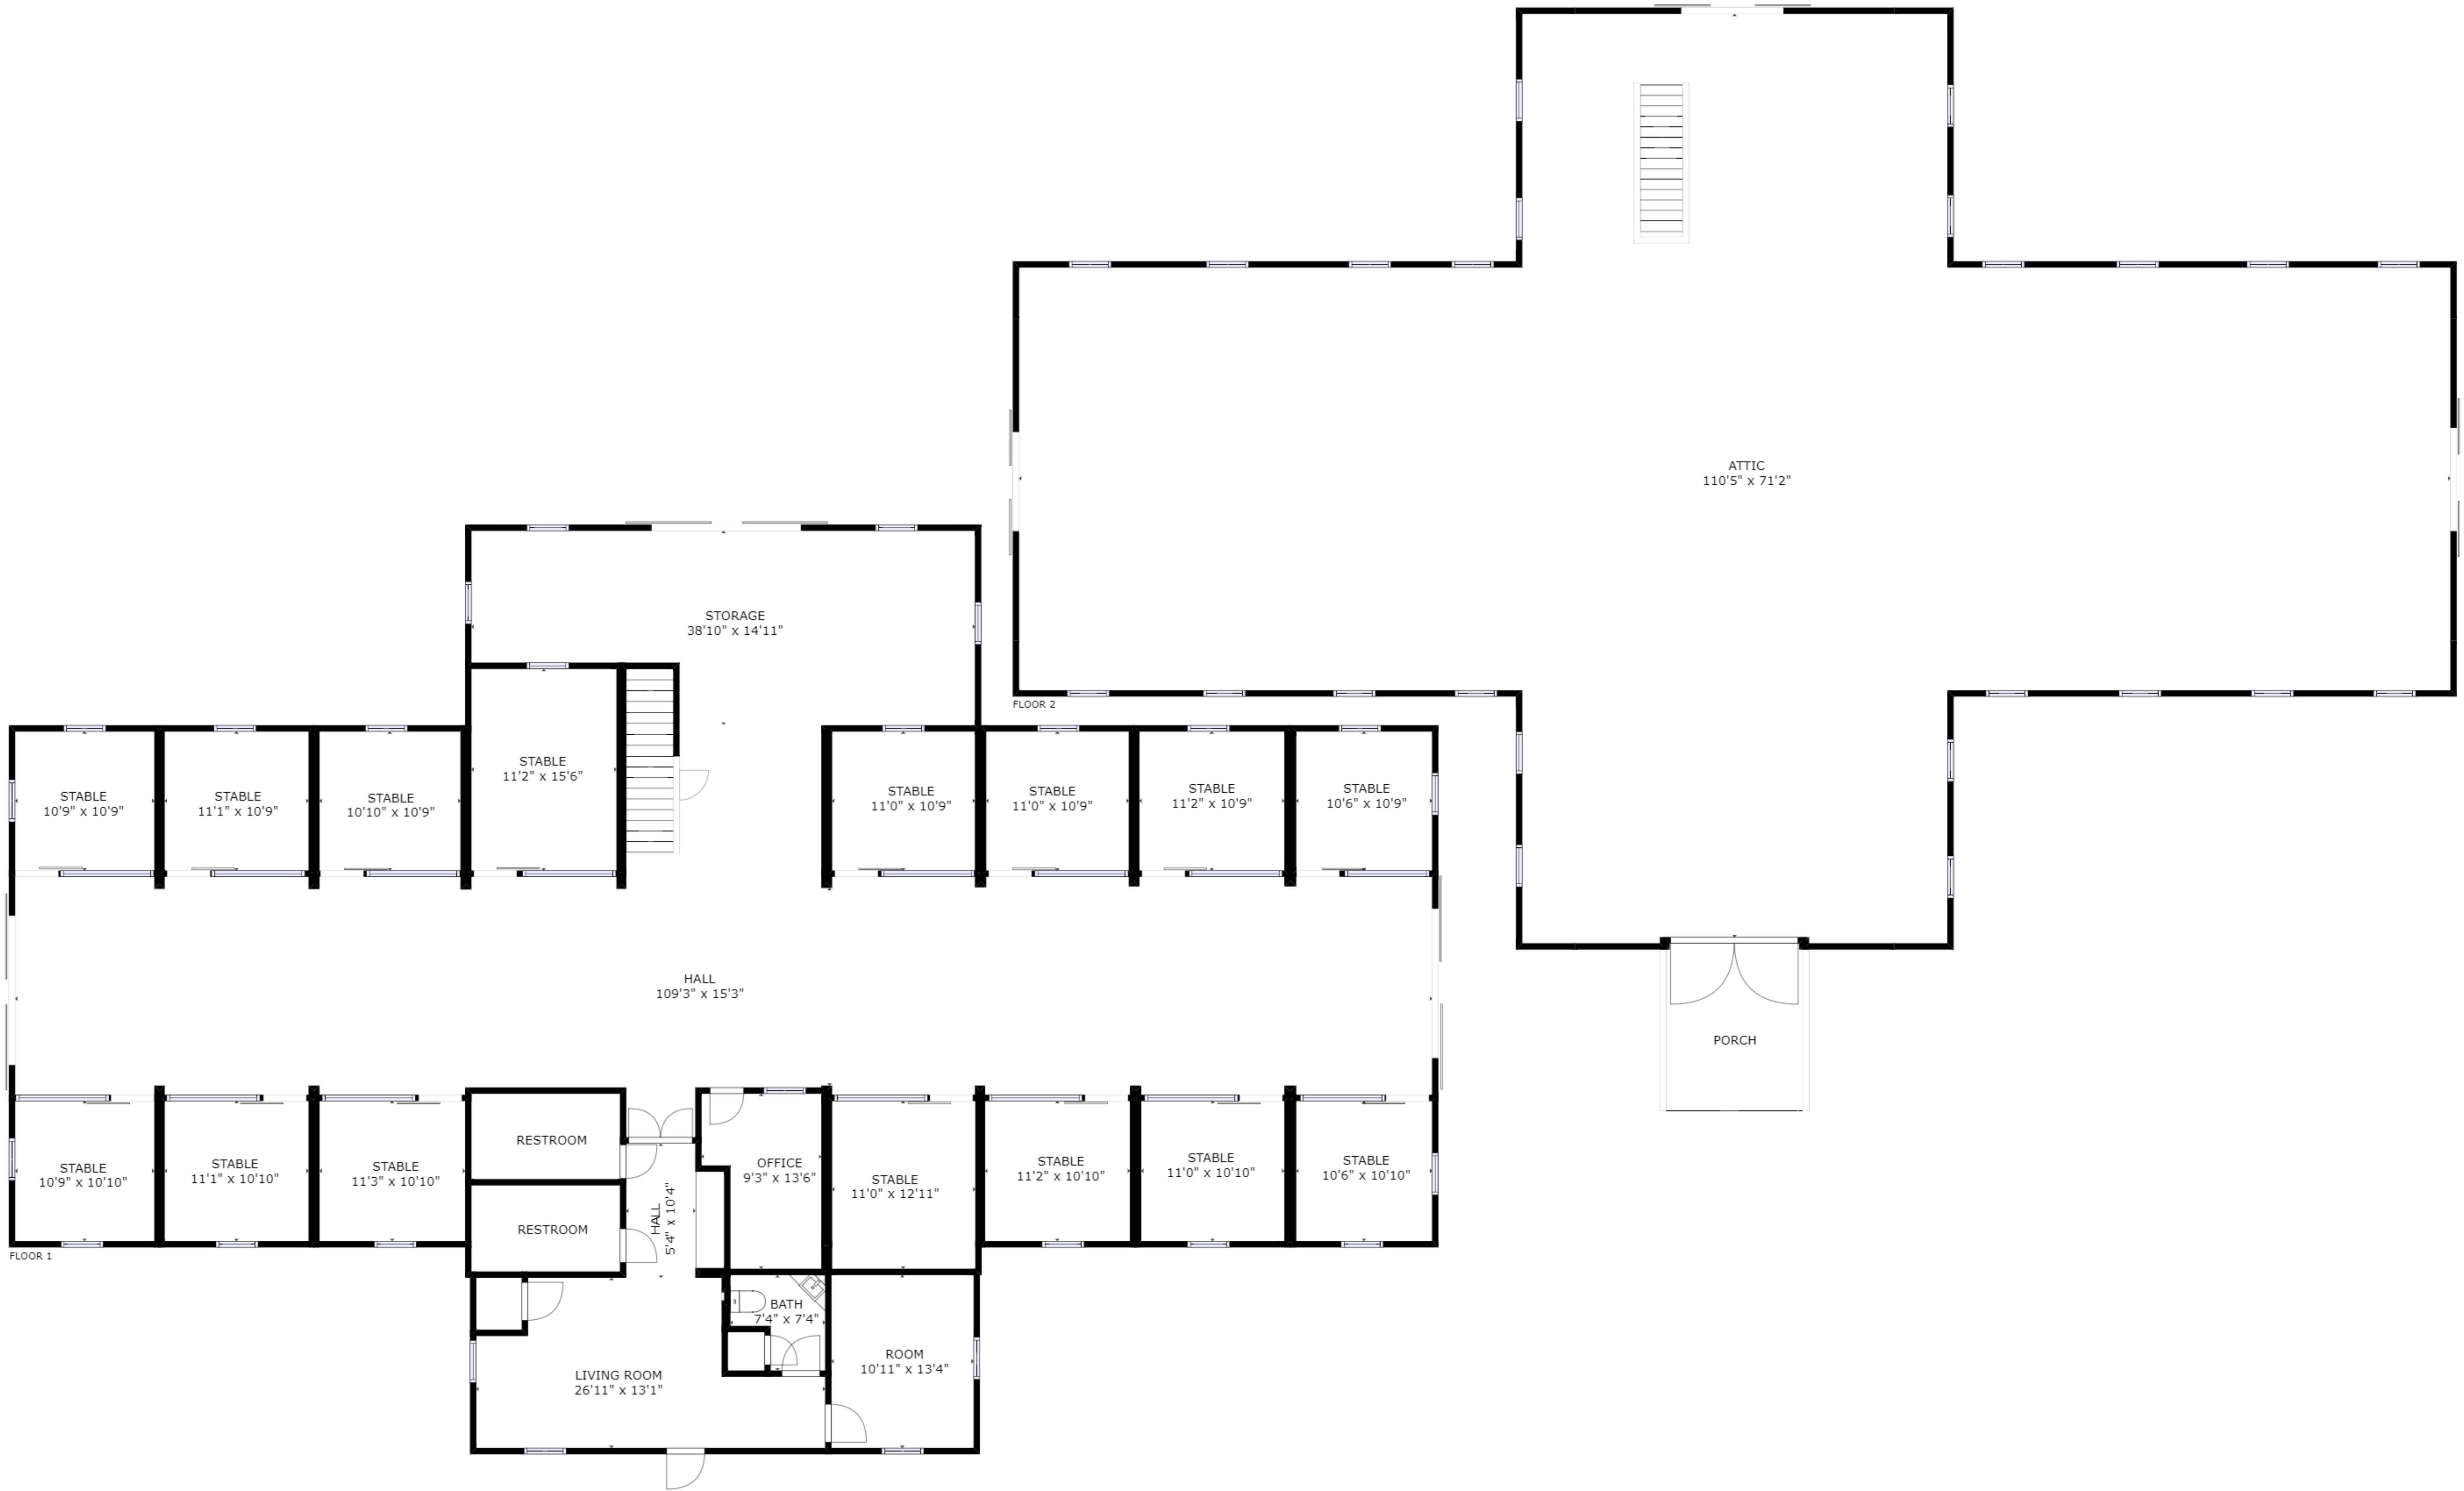 ATTIC
110'5" x 71'2"
FLOOR 2
PORCH
STORAGE
38'10" x 14'11"
STABLE
10'9" x 10'9"
STABLE
11'1" x 10'9"
STABLE
10'10" x 10'9"
STABLE
11'2" x 15'6"
STABLE
11'0" x 10'9"
STABLE
11'0" x 10'9"
STABLE
11'2" x 10'9"
STABLE
10'6" x 10'9"
HALL
109'3" x 15'3"
STABLE
10'9" x 10'10"
STABLE
11'1" x 10'10"
STABLE
11'3" x 10'10"
RESTROOM
RESTROOM
HALL
5'4" x 10'4"
OFFICE
9'3" x 13'6"
STABLE
11'0" x 12'11"
STABLE
11'2" x 10'10"
STABLE
11'0" x 10'10"
STABLE
10'6" x 10'10"
FLOOR 1
BATH
7'4" x 7'4"
LIVING ROOM
26'11" x 13'1"
ROOM
10'11" x 13'4"